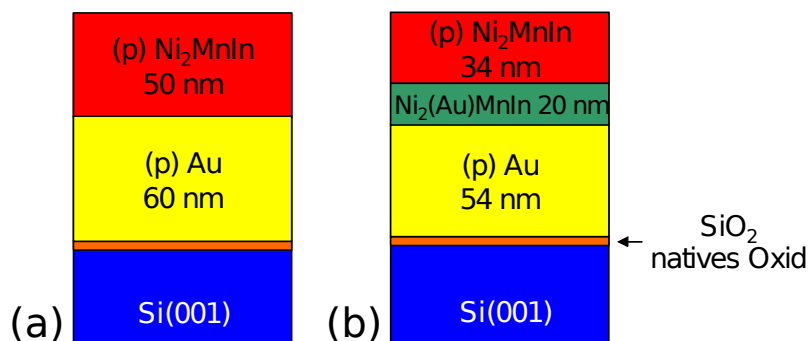 (p) Ni₂MnIn
50 nm
(p) Au
60 nm
Si(001)
(a)
(p) Ni₂MnIn
34 nm
Ni₂(Au)MnIn 20 nm
(p) Au
54 nm
Si(001)
(b)
SiO₂
natives Oxid